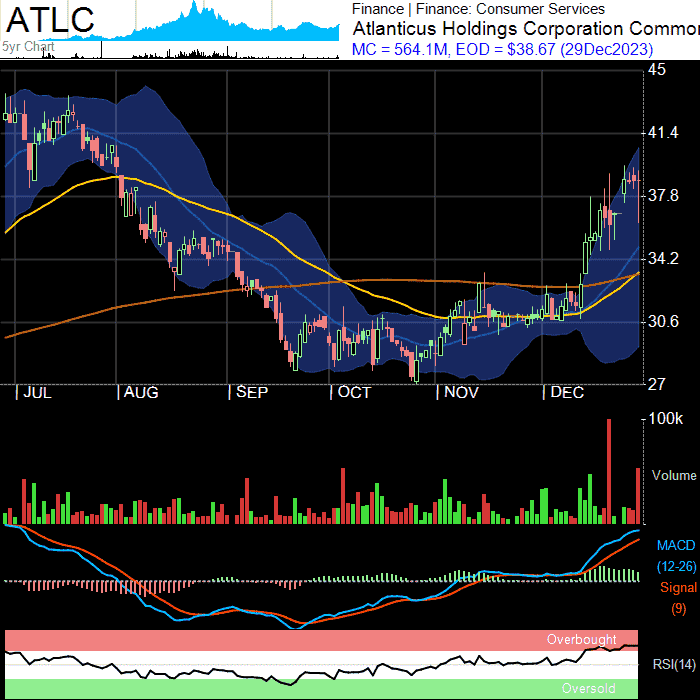 ATLC
5yr Chart
Finance | Finance: Consumer Services
Atlanticus Holdings Corporation Commo
MC = 564.1M, EOD = $38.67 (29Dec2023)
45
41.4
37.8
34.2
30.6
27
JUL AUG SEP OCT NOV DEC
100k
Volume
MACD
(12-26)
Signal
(9)
Overbought
RSI(14)
Oversold